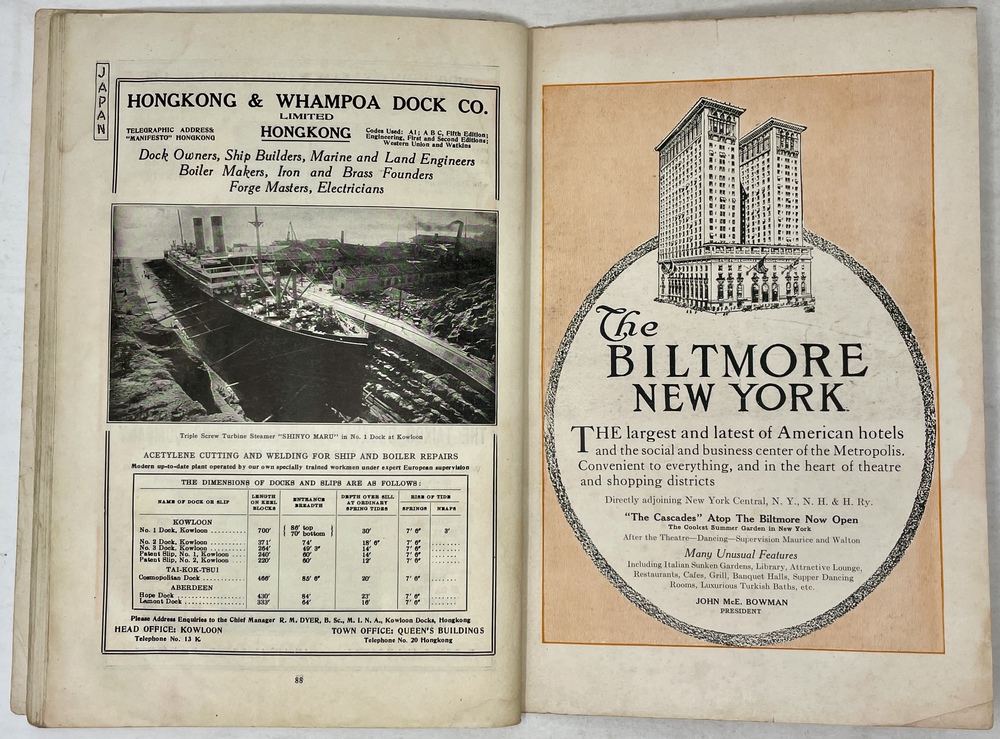 JAPAN
HONGKONG & WHAMPOA DOCK CO.
LIMITED
TELEGRAPHIC ADDRESS:
"MANIFESTO" HONGKONG
HONGKONG
Codes Used: A1; A B C, Fifth Edition;
Engineering, First and Second Editions;
Western Union and Watkins
Dock Owners, Ship Builders, Marine and Land Engineers
Boiler Makers, Iron and Brass Founders
Forge Masters, Electricians
Triple Screw Turbine Steamer "SHINYO MARU" in No. 1 Dock at Kowloon
ACETYLENE CUTTING AND WELDING FOR SHIP AND BOILER REPAIRS
Modern up-to-date plant operated by our own specially trained workmen under expert European supervision
THE DIMENSIONS OF DOCKS AND SLIPS ARE AS FOLLOWS:
NAME OF DOCK OR SLIP
LENGTH ON KEEL BLOCKS
ENTRANCE BREADTH
DEPTH OVER SILL AT ORDINARY SPRING TIDES
RISE OF TIDE
SPRINGS
NEAPS
KOWLOON
No. 1 Dock, Kowloon 700' { 86' top 70' bottom } 30' 7' 6" 3'
No. 2 Dock, Kowloon 371' 74' 18' 6" 7' 6"
No. 3 Dock, Kowloon 264' 49' 3" 14' 7' 6"
Patent Slip, No. 1, Kowloon 240' 60' 14' 7' 6"
Patent Slip, No. 2, Kowloon 220' 60' 12' 7' 6"
TAI-KOK-TSUI
Cosmopolitan Dock 466' 85' 6" 20' 7' 6"
ABERDEEN
Hope Dock 430' 84' 23' 7' 6"
Lamont Dock 333' 64' 16' 7' 6"
Please Address Enquiries to the Chief Manager R. M. DYER, B. Sc., M. I. N. A., Kowloon Docks, Hongkong
HEAD OFFICE: KOWLOON
Telephone No. 13 K
TOWN OFFICE: QUEEN'S BUILDINGS
Telephone No. 20 Hongkong
88
The
BILTMORE
NEW YORK
THE largest and latest of American hotels
and the social and business center of the Metropolis.
Convenient to everything, and in the heart of theatre
and shopping districts
Directly adjoining New York Central, N. Y., N. H. & H. Ry.
"The Cascades" Atop The Biltmore Now Open
The Coolest Summer Garden in New York
After the Theatre—Dancing—Supervision Maurice and Walton
Many Unusual Features
Including Italian Sunken Gardens, Library, Attractive Lounge,
Restaurants, Cafes, Grill, Banquet Halls, Supper Dancing
Rooms, Luxurious Turkish Baths, etc.
JOHN McE. BOWMAN
PRESIDENT